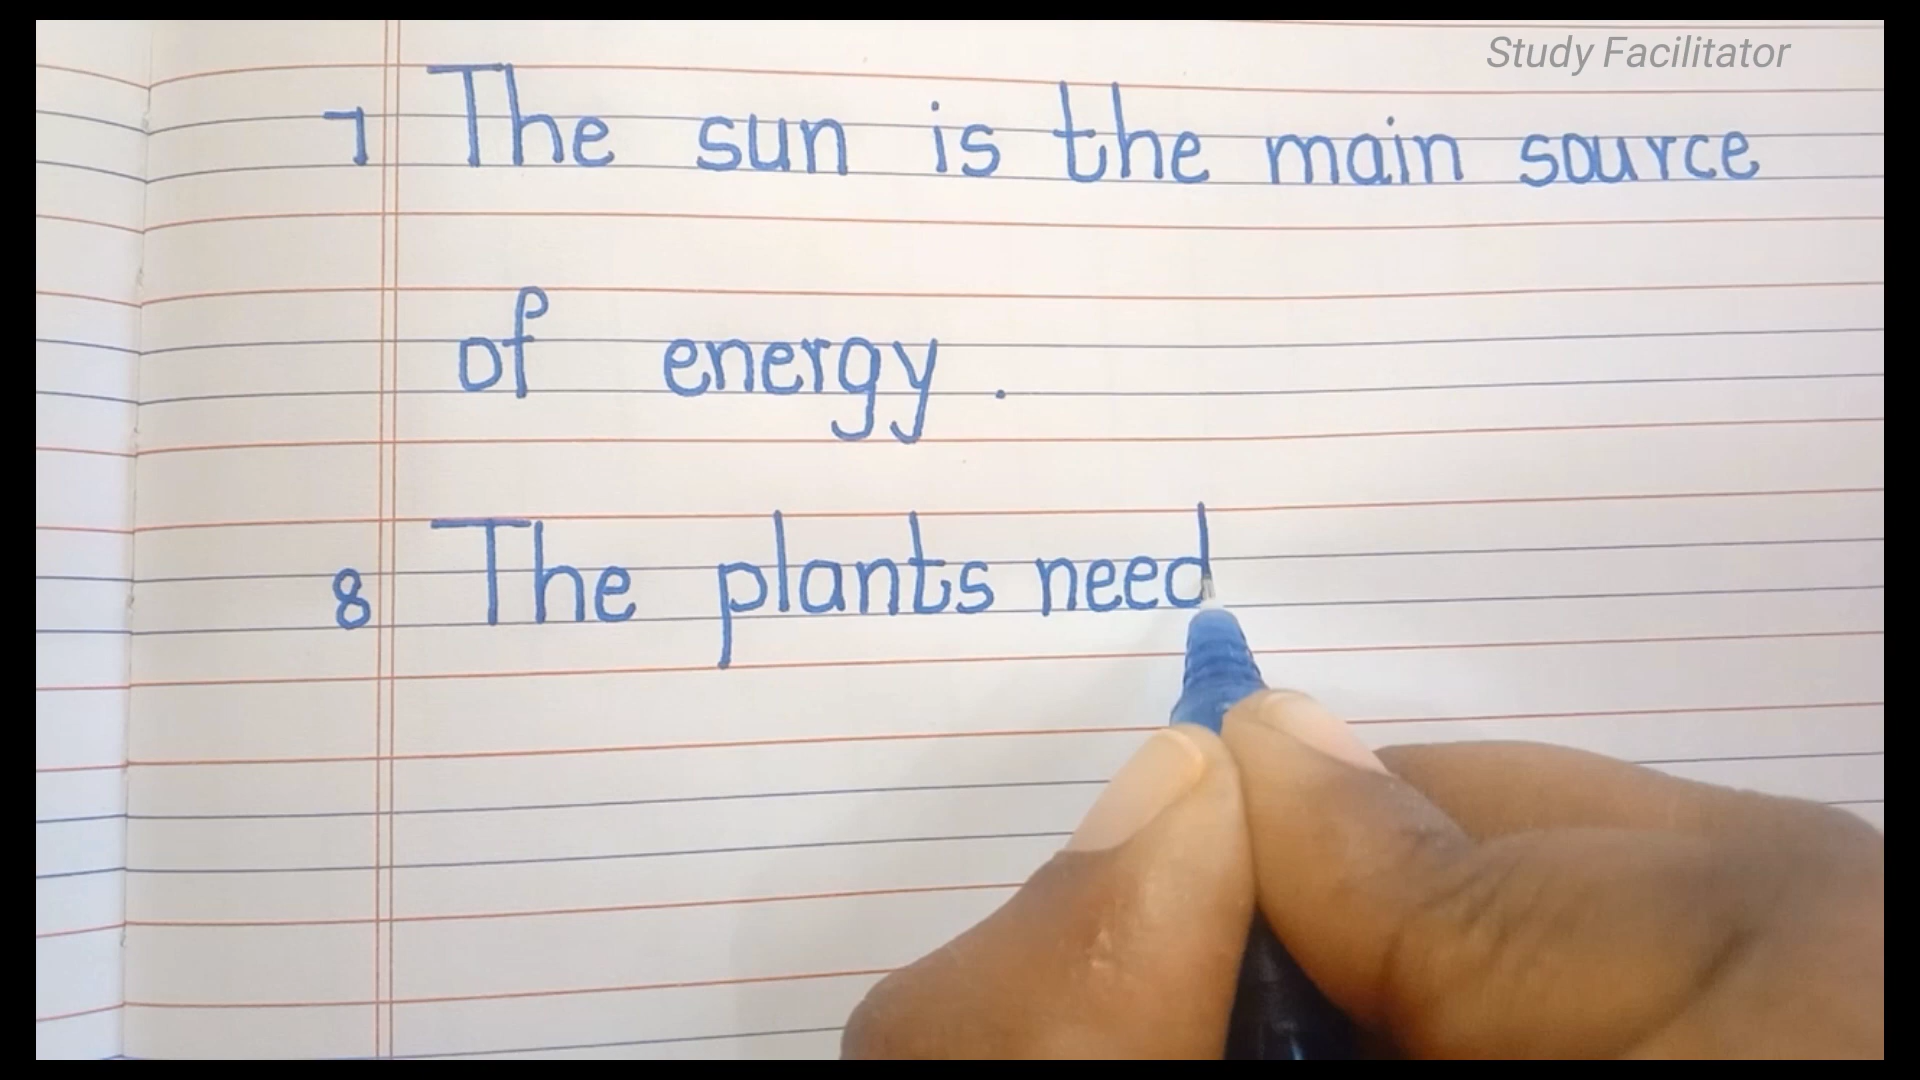 Study Facilitator
7 The sun is the main source
of energy.
8 The plants need